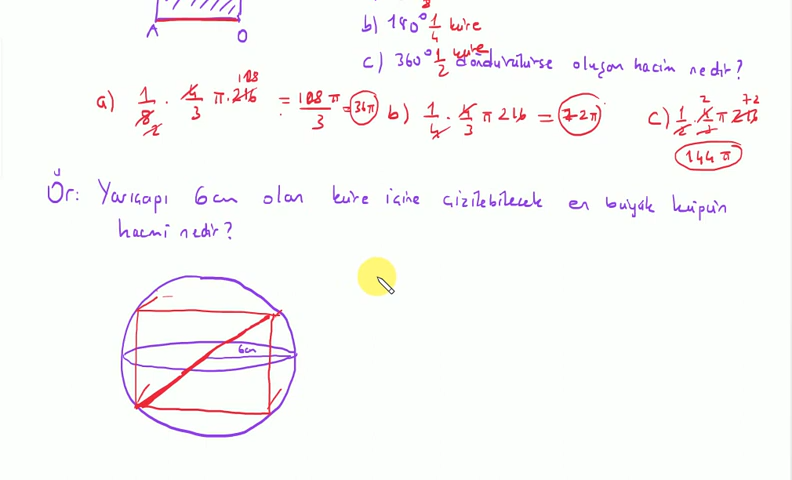 A O
b) 180° 1/4 küre
c) 360° 1/2 küre döndürülürse oluşan hacim nedir?
a) 1/8 · 4/3 π · 216 = 108 π/3 = 36π b) 1/4 · 4/3 π 216 = 72π c) 1/2 · 4/3 π 216
144 π
Ör: Yarıçapı 6cm olan küre içine çizilebilecek en büyük küpün
hacmi nedir?
6cm